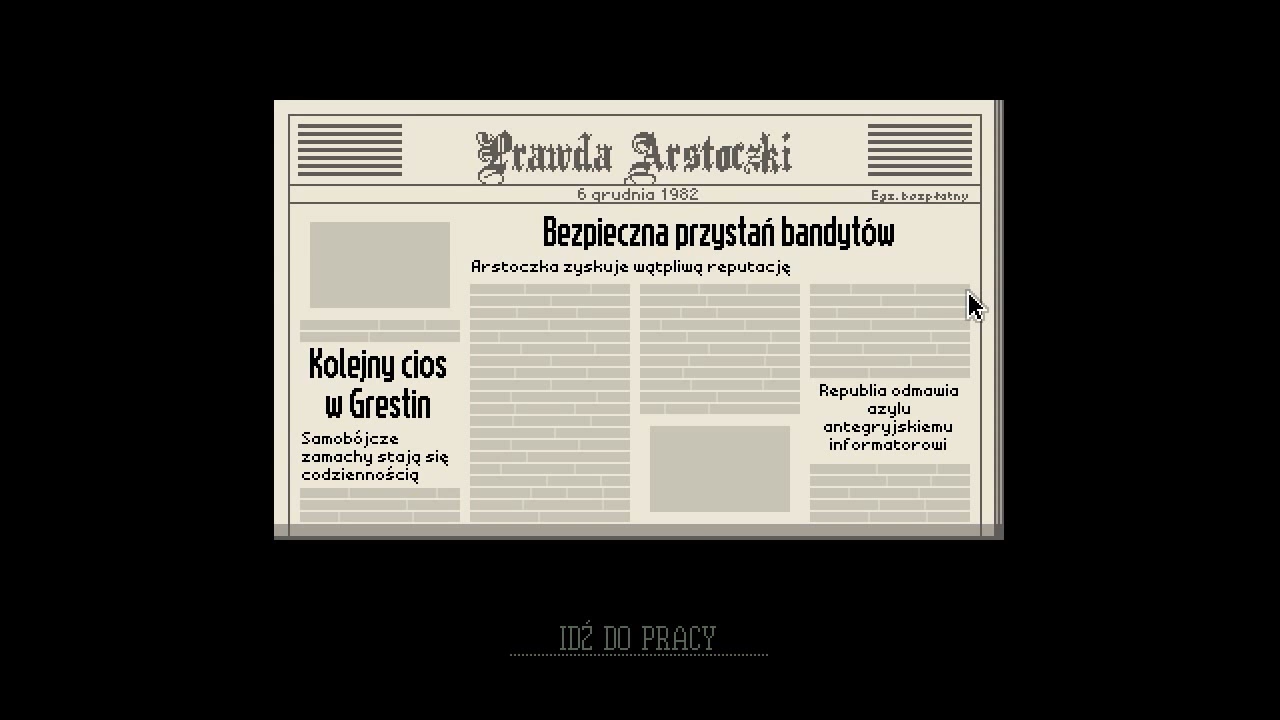 Prawda Arstoczki
6 grudnia 1982
Egz. bezpłatny
Bezpieczna przystań bandytów
Arstoczka zyskuje wątpliwą reputację
Kolejny cios
w Grestin
Samobójcze
zamachy stają się
codziennością
Republia odmawia
azylu
antegryjskiemu
informatorowi
IDŹ DO PRACY